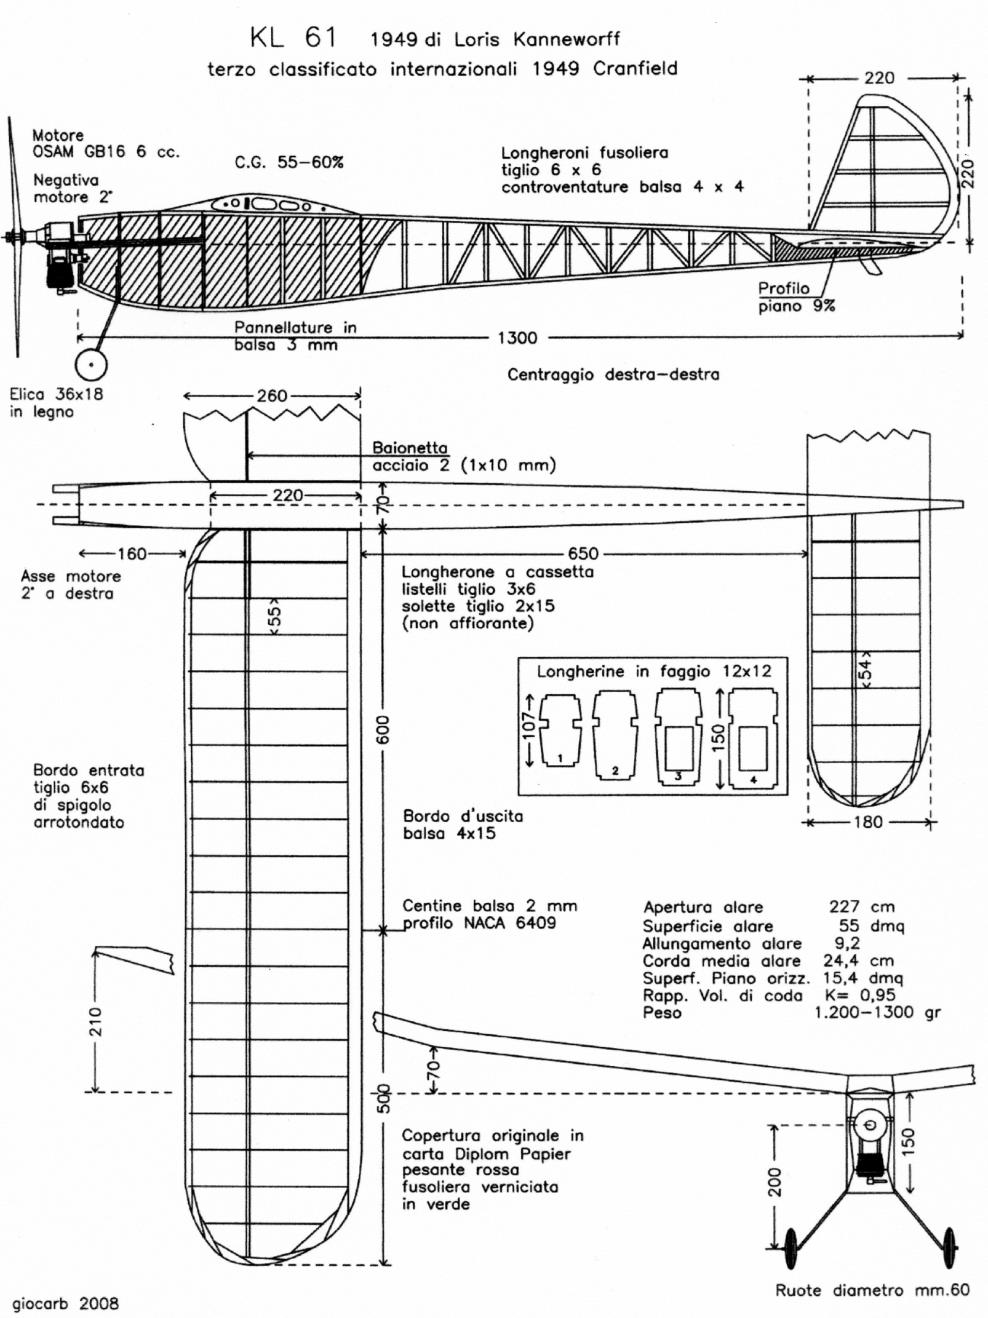 KL 61 1949 di Loris Kanneworff
terzo classificato internazionali 1949 Cranfield
220
Motore
OSAM GB16 6 cc.
Negativa
motore 2°
C.G. 55-60%
Longheroni fusoliera
tiglio 6 x 6
controventature balsa 4 x 4
220
Profilo
piano 9%
Pannellature in
balsa 3 mm
1300
Elica 36x18
in legno
Centraggio destra-destra
260
Baionetta
acciaio 2 (1x10 mm)
220
70
160
650
Asse motore
2° a destra
55
Longherone a cassetta
listelli tiglio 3x6
solette tiglio 2x15
(non affiorante)
Longherine in faggio 12x12
107
1
2
3
150
4
54
600
Bordo entrata
tiglio 6x6
di spigolo
arrotondato
Bordo d'uscita
balsa 4x15
180
Centine balsa 2 mm
profilo NACA 6409
Apertura alare 227 cm
Superficie alare 55 dmq
Allungamento alare 9,2
Corda media alare 24,4 cm
Superf. Piano orizz. 15,4 dmq
Rapp. Vol. di coda K= 0,95
Peso 1.200-1300 gr
210
70
500
Copertura originale in
carta Diplom Papier
pesante rossa
fusoliera verniciata
in verde
150
200
Ruote diametro mm.60
giocarb 2008